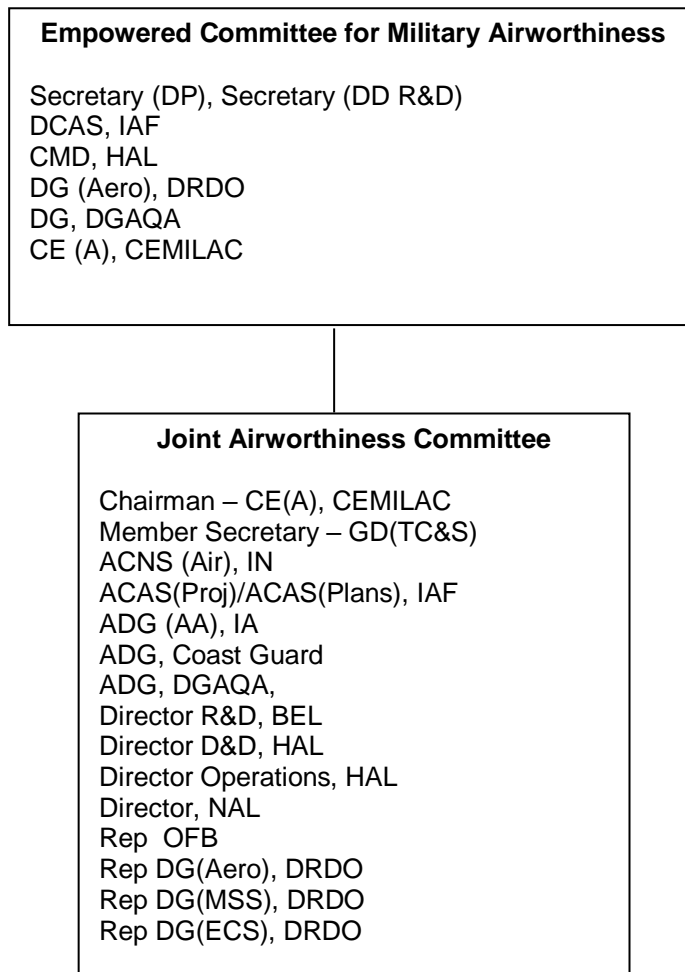 Empowered Committee for Military Airworthiness
Secretary (DP), Secretary (DD R&D)
DCAS, IAF
CMD, HAL
DG (Aero), DRDO
DG, DGAQA
CE (A), CEMILAC
Joint Airworthiness Committee
Chairman – CE(A), CEMILAC
Member Secretary – GD(TC&S)
ACNS (Air), IN
ACAS(Proj)/ACAS(Plans), IAF
ADG (AA), IA
ADG, Coast Guard
ADG, DGAQA,
Director R&D, BEL
Director D&D, HAL
Director Operations, HAL
Director, NAL
Rep OFB
Rep DG(Aero), DRDO
Rep DG(MSS), DRDO
Rep DG(ECS), DRDO